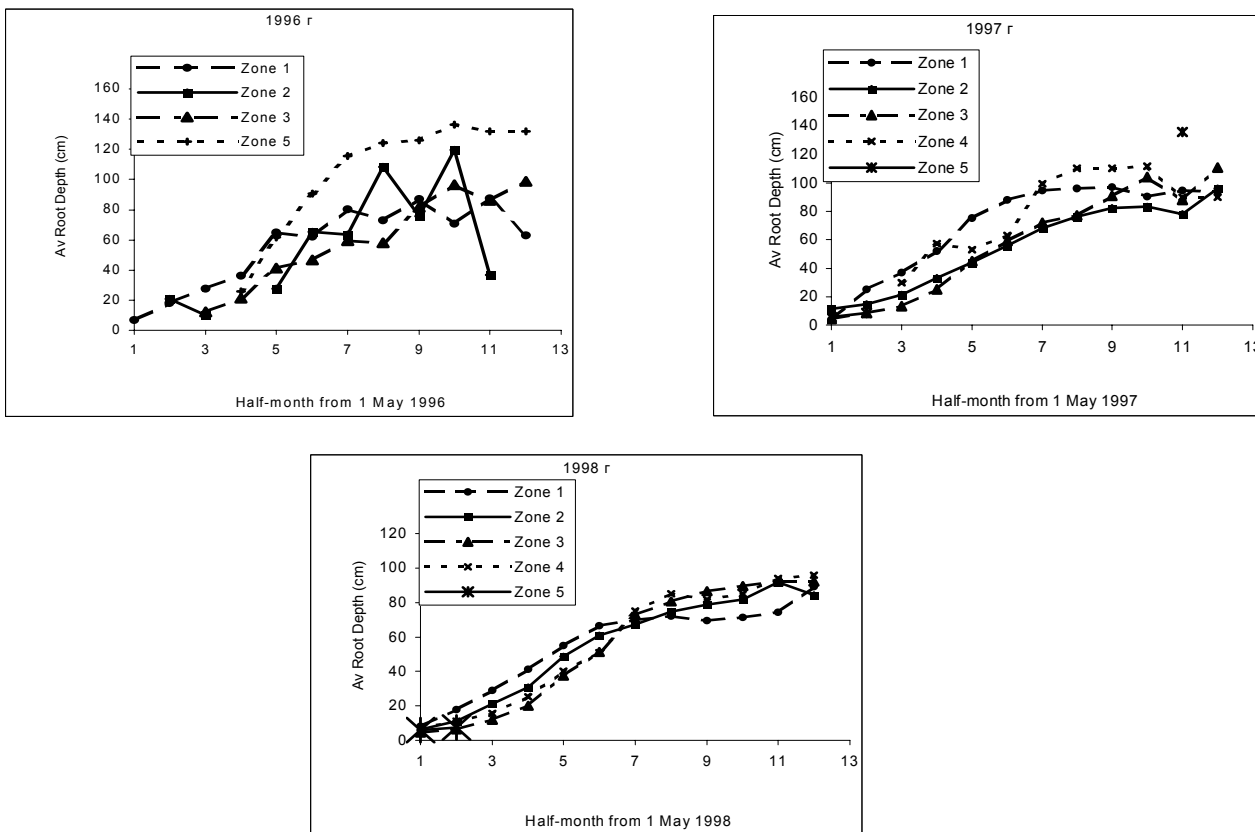 1996 г
Zone 1
Zone 2
Zone 3
Zone 5
Av Root Depth (cm)
160
140
120
100
80
60
40
20
0
1 3 5 7 9 11 13
Half-month from 1 May 1996
1997 г
Zone 1
Zone 2
Zone 3
Zone 4
Zone 5
Av Root Depth (cm)
160
140
120
100
80
60
40
20
0
1 3 5 7 9 11 13
Half-month from 1 May 1997
1998 г
Zone 1
Zone 2
Zone 3
Zone 4
Zone 5
Av Root Depth (cm)
120
100
80
60
40
20
0
1 3 5 7 9 11 13
Half-month from 1 May 1998